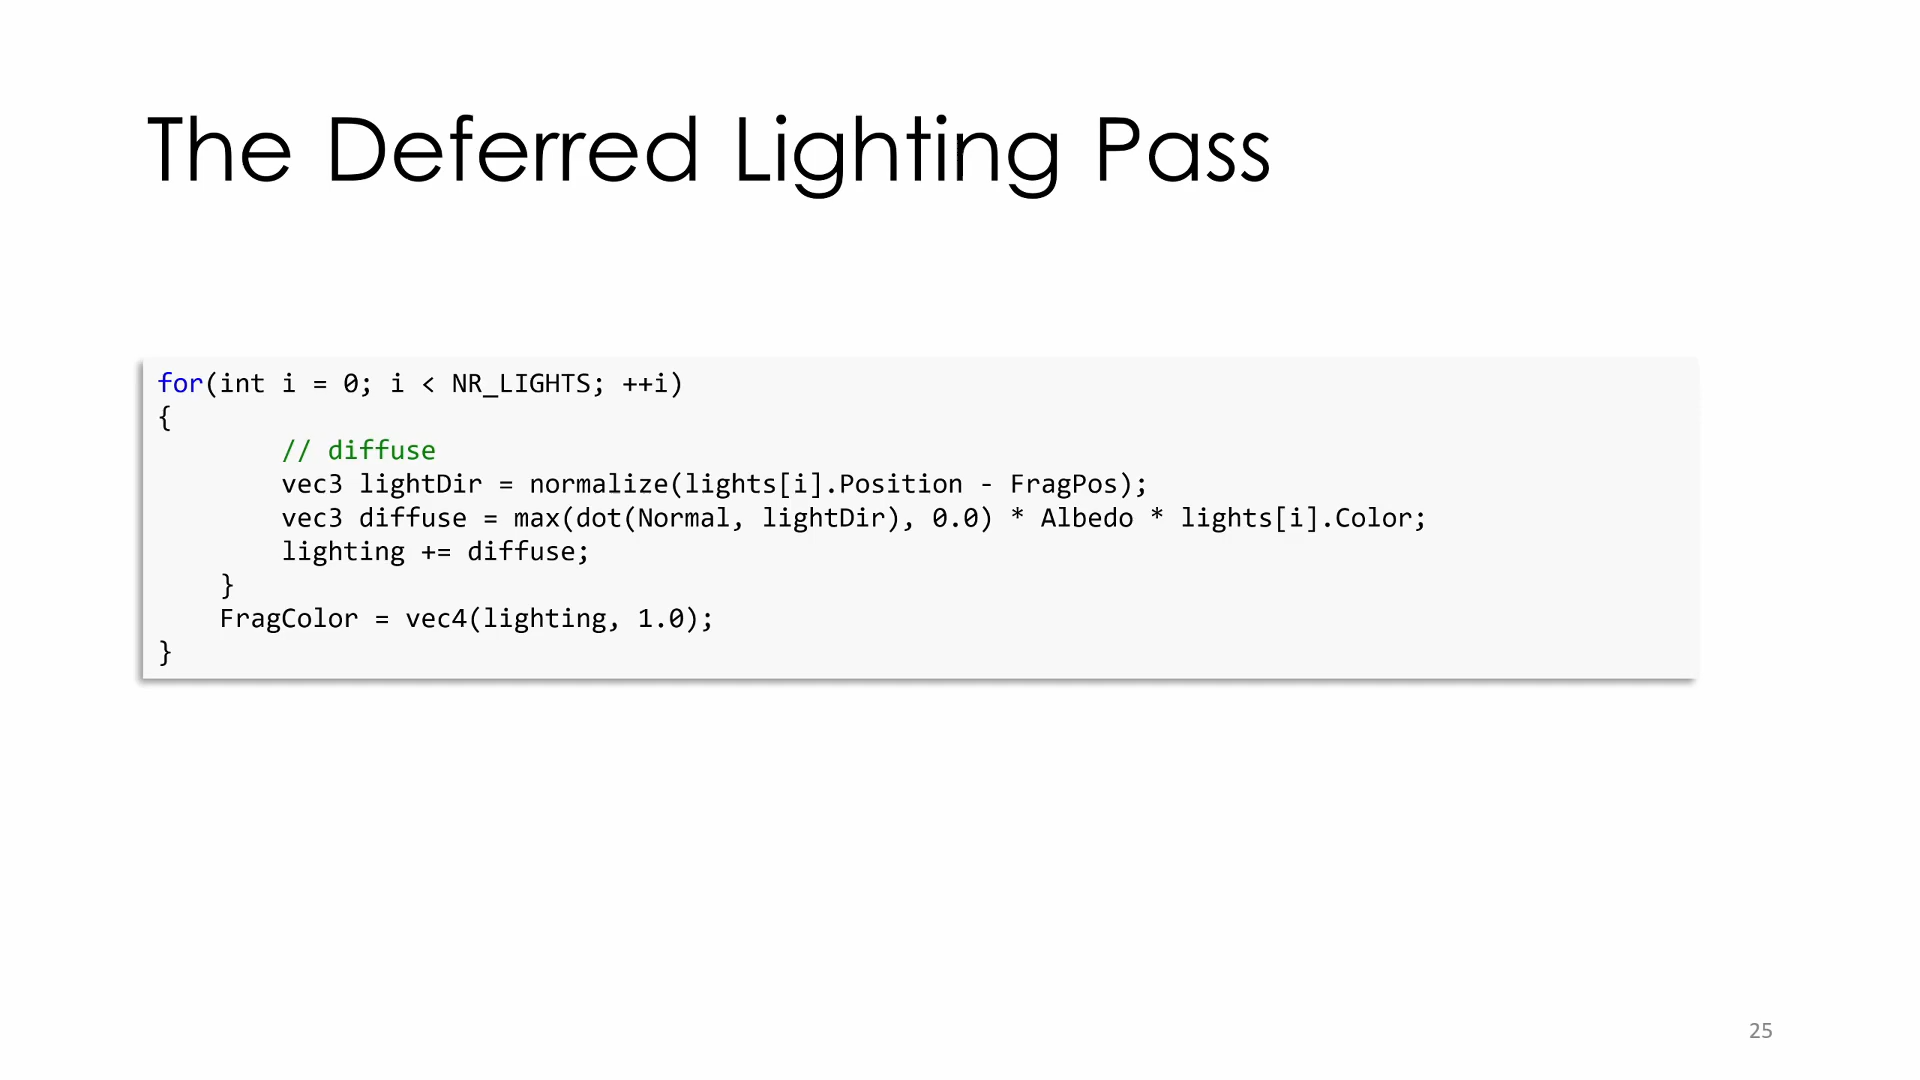 The Deferred Lighting Pass
for(int i = 0; i < NR_LIGHTS; ++i)
{
        // diffuse
        vec3 lightDir = normalize(lights[i].Position - FragPos);
        vec3 diffuse = max(dot(Normal, lightDir), 0.0) * Albedo * lights[i].Color;
        lighting += diffuse;
    }
    FragColor = vec4(lighting, 1.0);
}
25